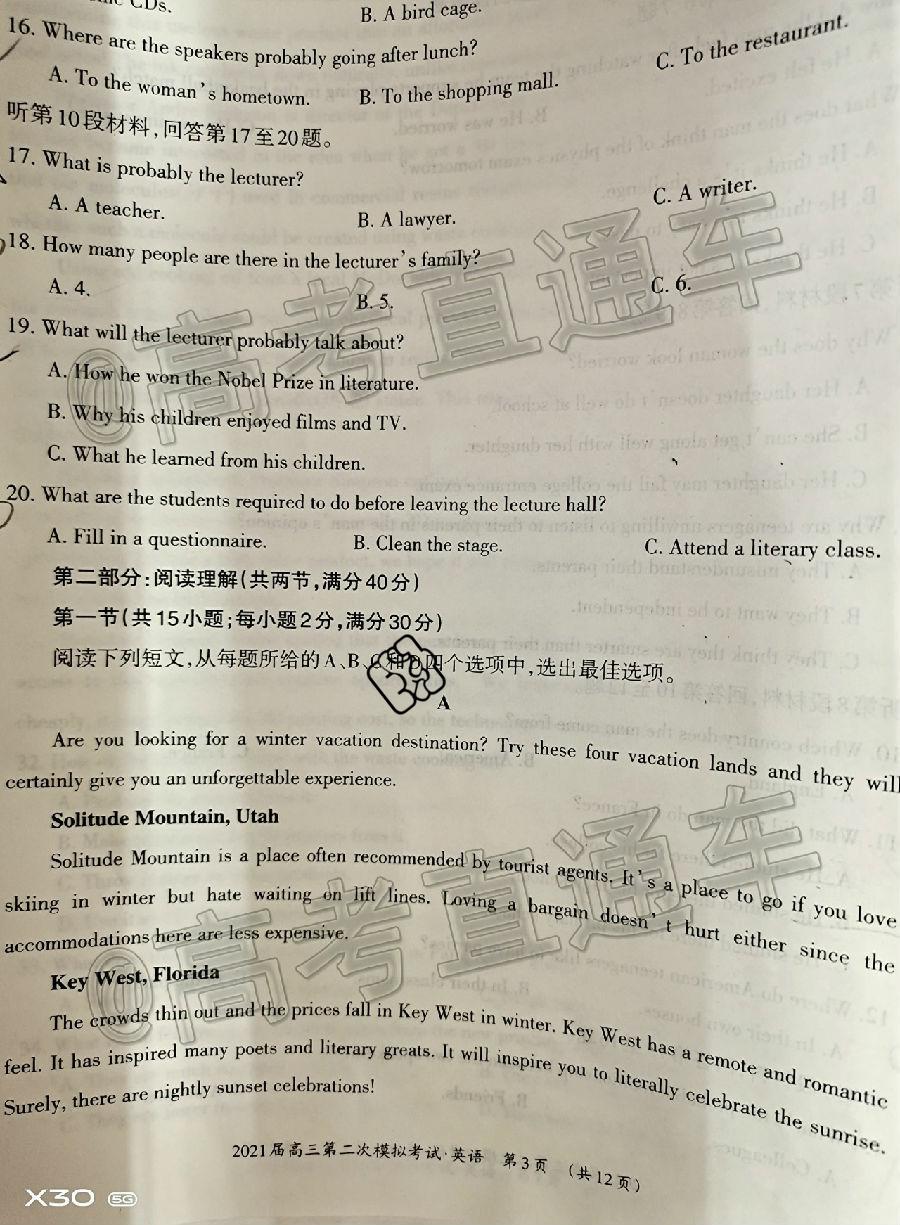 CDs.
B. A bird cage.
16. Where are the speakers probably going after lunch?
A. To the woman's hometown. B. To the shopping mall. C. To the restaurant.
听第10段材料,回答第17至20题。
17. What is probably the lecturer?
A. A teacher. B. A lawyer. C. A writer.
18. How many people are there in the lecturer's family?
A. 4. B. 5. C. 6.
19. What will the lecturer probably talk about?
A. How he won the Nobel Prize in literature.
B. Why his children enjoyed films and TV.
C. What he learned from his children.
20. What are the students required to do before leaving the lecture hall?
A. Fill in a questionnaire. B. Clean the stage. C. Attend a literary class.
第二部分:阅读理解(共两节,满分40分)
第一节(共15小题;每小题2分,满分30分)
阅读下列短文,从每题所给的A、B、C和D四个选项中,选出最佳选项。
A
Are you looking for a winter vacation destination? Try these four vacation lands and they will
certainly give you an unforgettable experience.
Solitude Mountain, Utah
Solitude Mountain is a place often recommended by tourist agents. It's a place to go if you love
skiing in winter but hate waiting on lift lines. Loving a bargain doesn't hurt either since the
accommodations here are less expensive.
Key West, Florida
The crowds thin out and the prices fall in Key West in winter. Key West has a remote and romantic
feel. It has inspired many poets and literary greats. It will inspire you to literally celebrate the sunrise.
Surely, there are nightly sunset celebrations!
2021届高三第二次模拟考试·英语 第3页 (共12页)
@高考直通车
@高考直通车
X30 5G